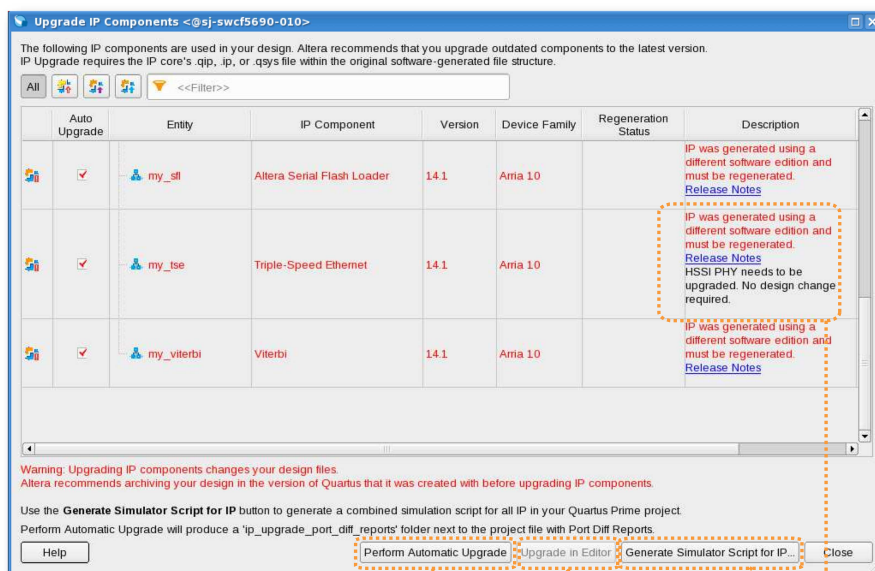 Upgrade IP Components <@sj-swcf5690-010>
The following IP components are used in your design. Altera recommends that you upgrade outdated components to the latest version.
IP Upgrade requires the IP core's .qip, .ip, or .qsys file within the original software-generated file structure.
All
<<Filter>>
Auto Upgrade Entity IP Component Version Device Family Regeneration Status Description
my_sfl Altera Serial Flash Loader 14.1 Arria 10
IP was generated using a
different software edition and
must be regenerated.
Release Notes
my_tse Triple-Speed Ethernet 14.1 Arria 10
IP was generated using a
different software edition and
must be regenerated.
Release Notes
HSSI PHY needs to be
upgraded. No design change
required.
my_viterbi Viterbi 14.1 Arria 10
IP was generated using a
different software edition and
must be regenerated.
Release Notes
Warning: Upgrading IP components changes your design files.
Altera recommends archiving your design in the version of Quartus that it was created with before upgrading IP components.
Use the Generate Simulator Script for IP button to generate a combined simulation script for all IP in your Quartus Prime project.
Perform Automatic Upgrade will produce a 'ip_upgrade_port_diff_reports' folder next to the project file with Port Diff Reports.
Help Perform Automatic Upgrade Upgrade in Editor Generate Simulator Script for IP... Close